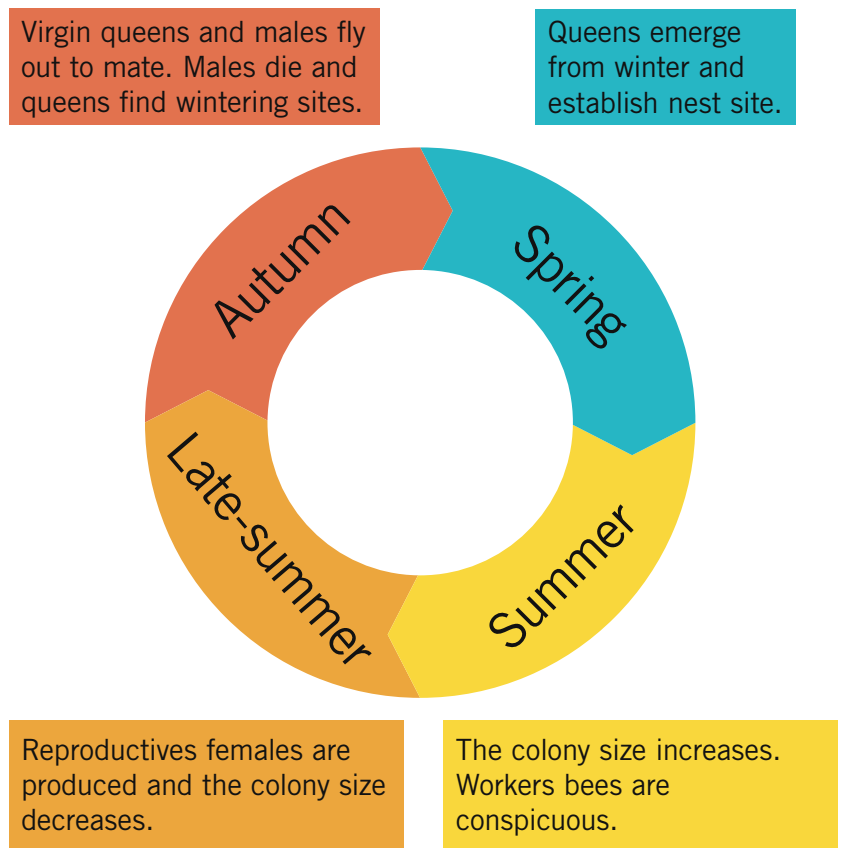 Virgin queens and males fly
out to mate. Males die and
queens find wintering sites.
Queens emerge
from winter and
establish nest site.
Autumn
Spring
Late-summer
Summer
Reproductives females are
produced and the colony size
decreases.
The colony size increases.
Workers bees are
conspicuous.